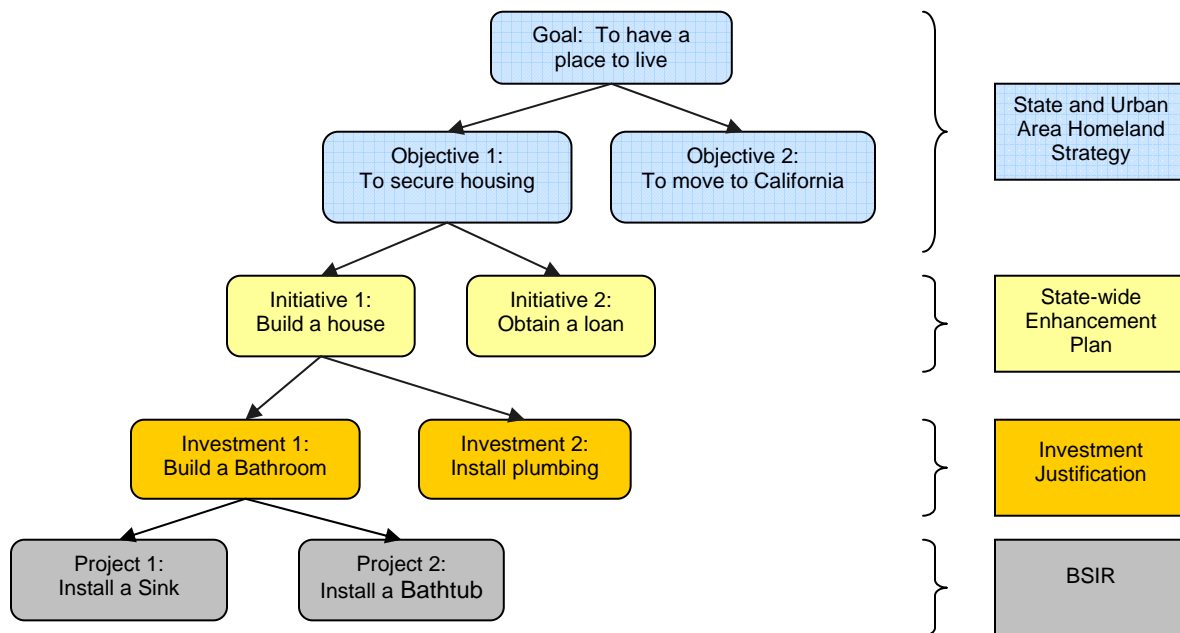 Goal:  To have a
place to live
State and Urban
Area Homeland
Strategy
Objective 1:
To secure housing
Objective 2:
To move to California
Initiative 1:
Build a house
Initiative 2:
Obtain a loan
State-wide
Enhancement
Plan
Investment 1:
Build a Bathroom
Investment 2:
Install plumbing
Investment
Justification
Project 1:
Install a Sink
Project 2:
Install a Bathtub
BSIR